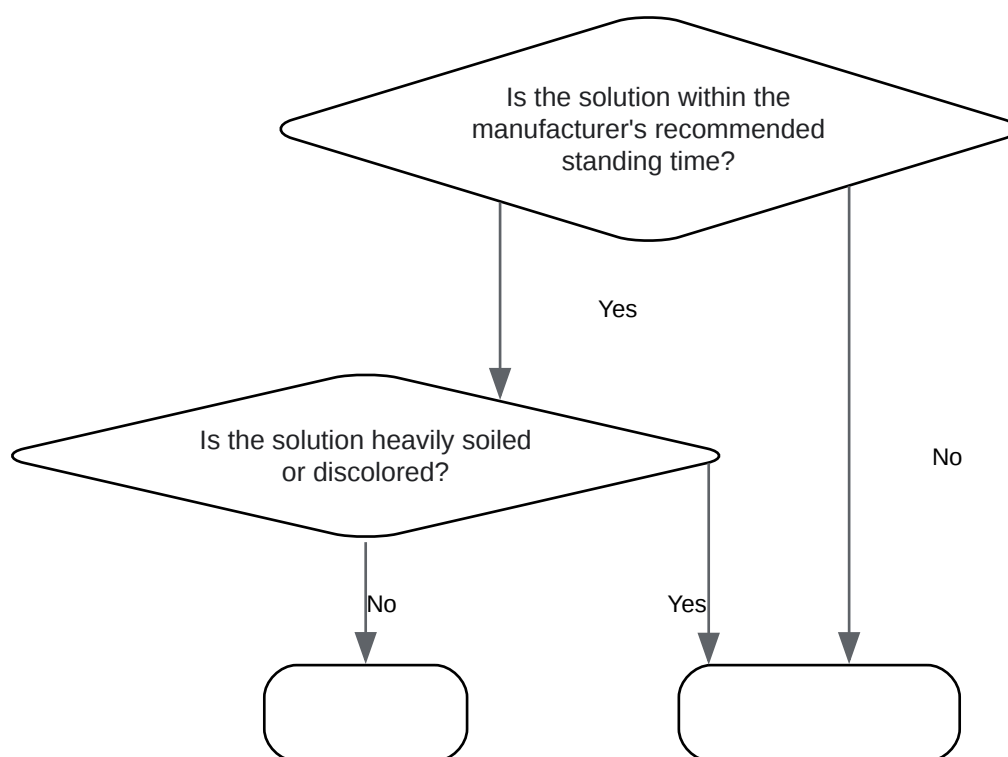 Is the solution within the
manufacturer's recommended
standing time?
Yes
Is the solution heavily soiled
or discolored?
No
No
Yes